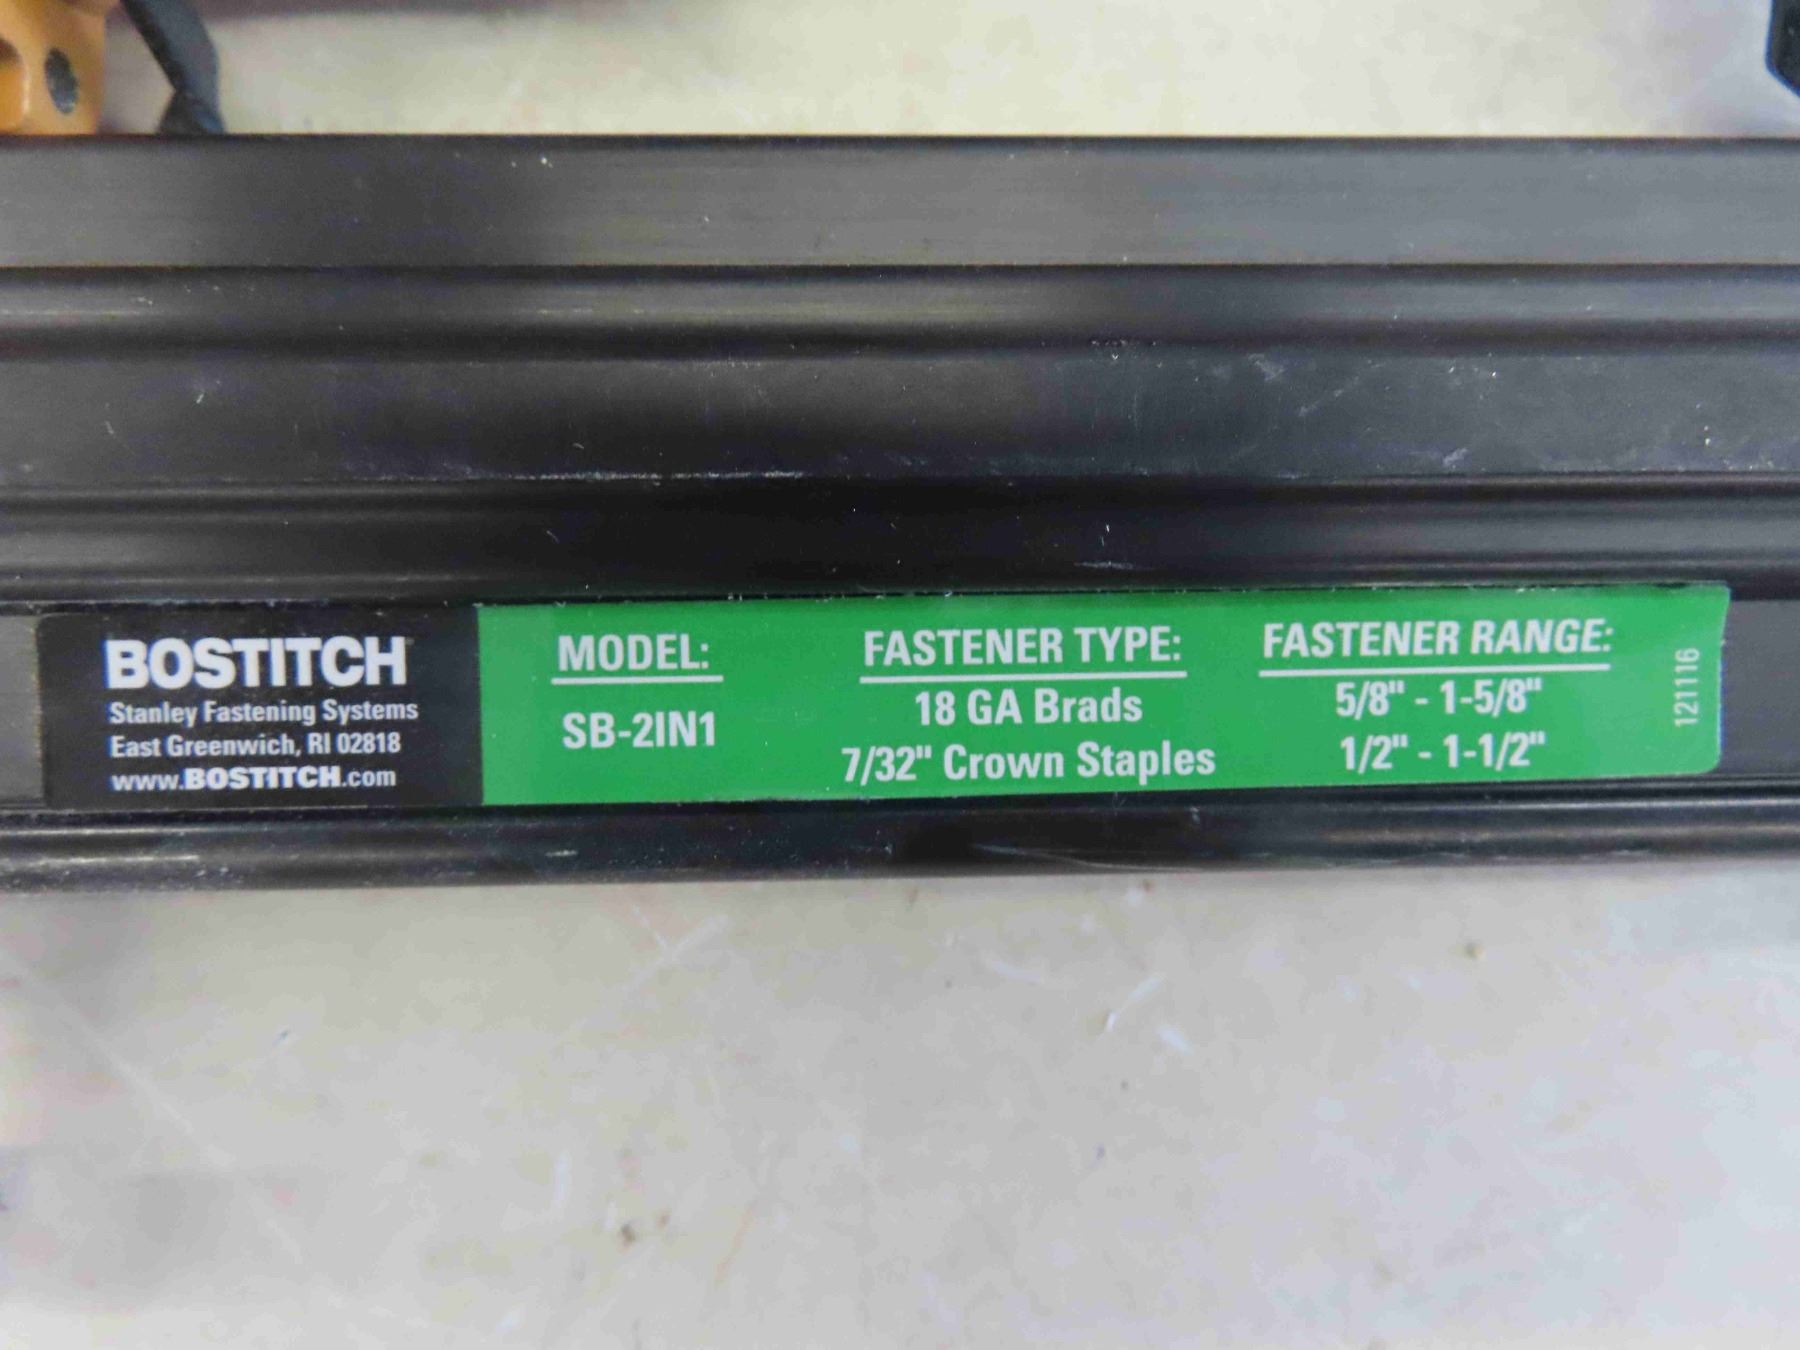 BOSTITCH
Stanley Fastening Systems
East Greenwich, RI 02818
www.BOSTITCH.com
MODEL:
SB-2IN1
FASTENER TYPE:
18 GA Brads
7/32" Crown Staples
FASTENER RANGE:
5/8" - 1-5/8"
1/2" - 1-1/2"
121116